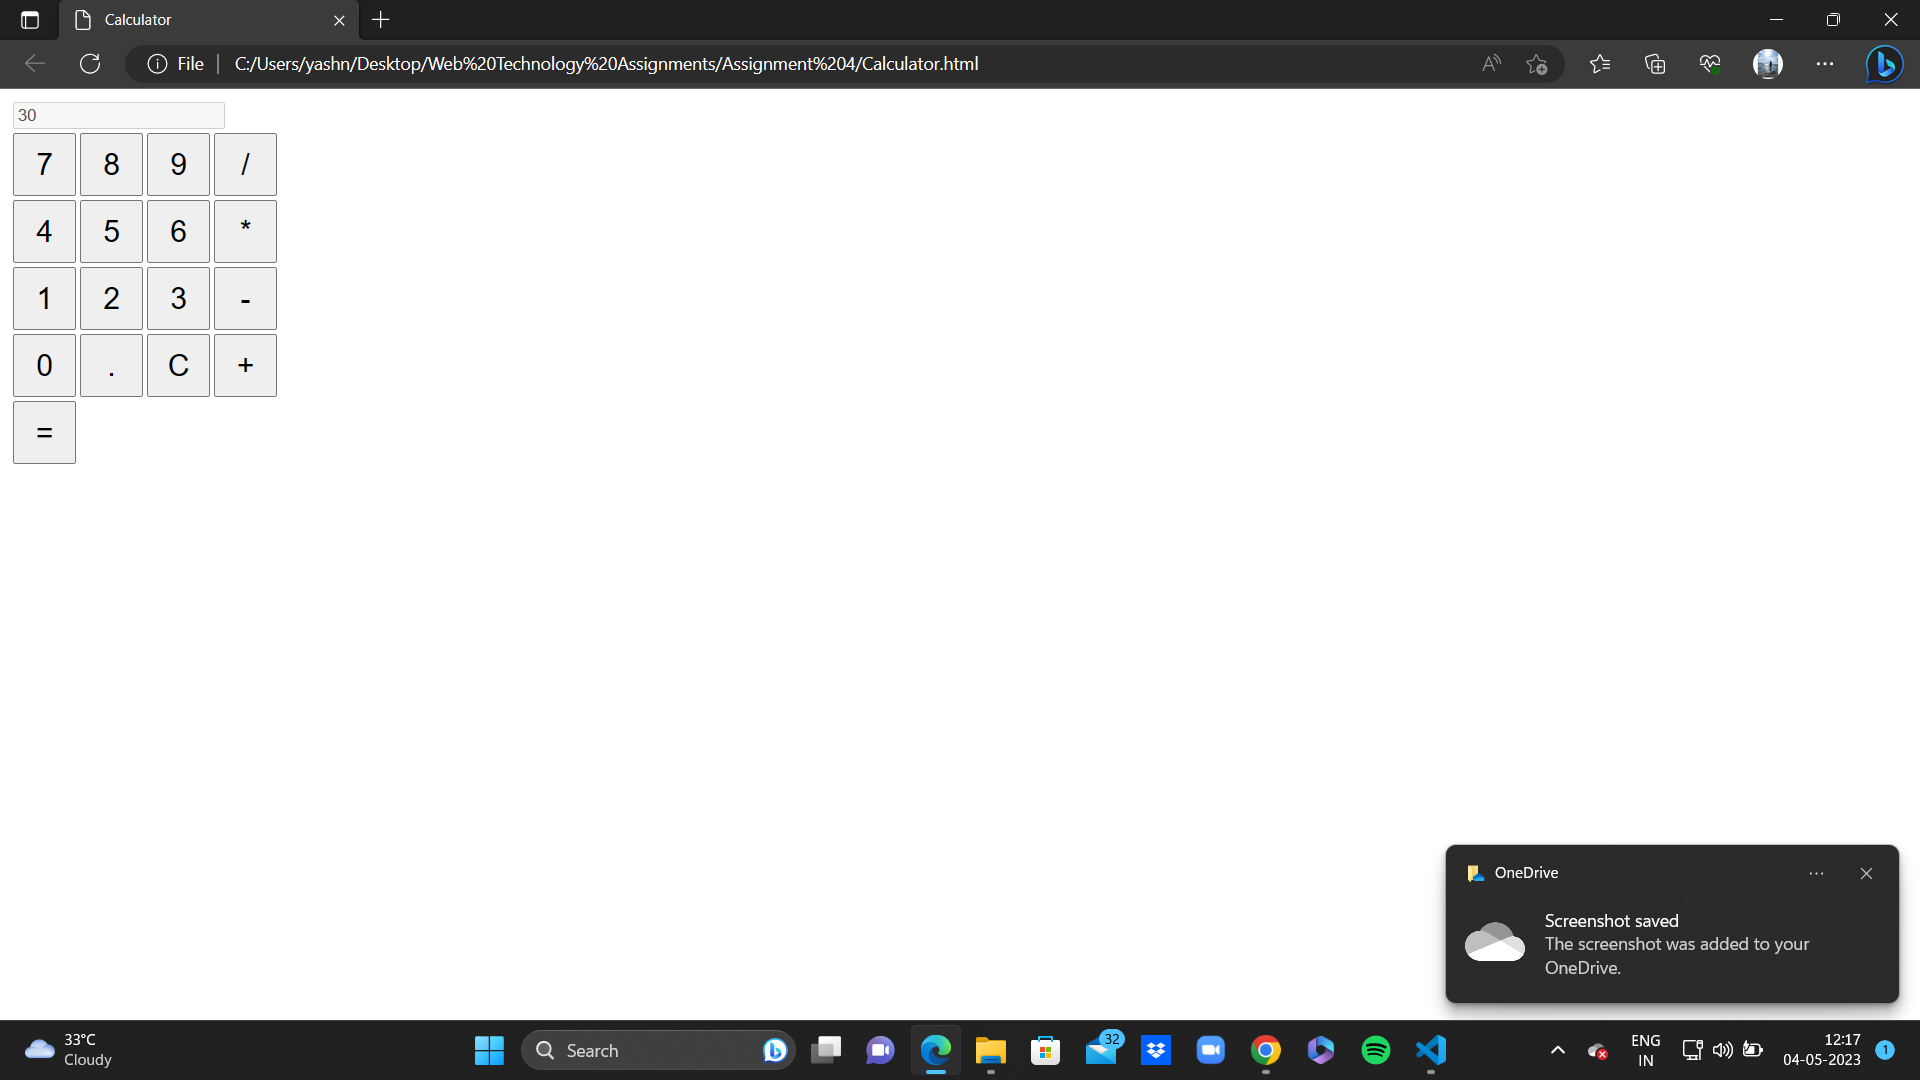 Calculator
File
C:/Users/yashn/Desktop/Web%20Technology%20Assignments/Assignment%204/Calculator.html
30
7 8 9 /
4 5 6 *
1 2 3 -
0 . C +
=
OneDrive
Screenshot saved
The screenshot was added to your
OneDrive.
33°C
Cloudy
Search
32
ENG
IN
12:17
04-05-2023
1